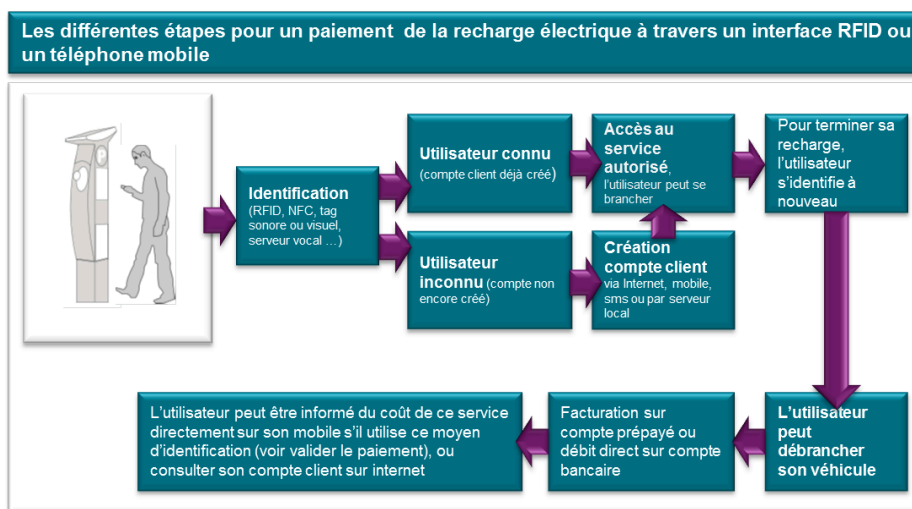 Les différentes étapes pour un paiement de la recharge électrique à travers un interface RFID ou
un téléphone mobile
Identification
(RFID, NFC, tag
sonore ou visuel,
serveur vocal ...)
Utilisateur connu
(compte client déjà créé)
Utilisateur
inconnu (compte non
encore créé)
Accès au
service
autorisé,
l'utilisateur peut se
brancher
Création
compte client
via Internet, mobile,
sms ou par serveur
local
Pour terminer sa
recharge,
l'utilisateur
s'identifie à
nouveau
L'utilisateur
peut
débrancher
son véhicule
Facturation sur
compte prépayé ou
débit direct sur compte
bancaire
L'utilisateur peut être informé du coût de ce service
directement sur son mobile s'il utilise ce moyen
d'identification (voir valider le paiement), ou
consulter son compte client sur internet